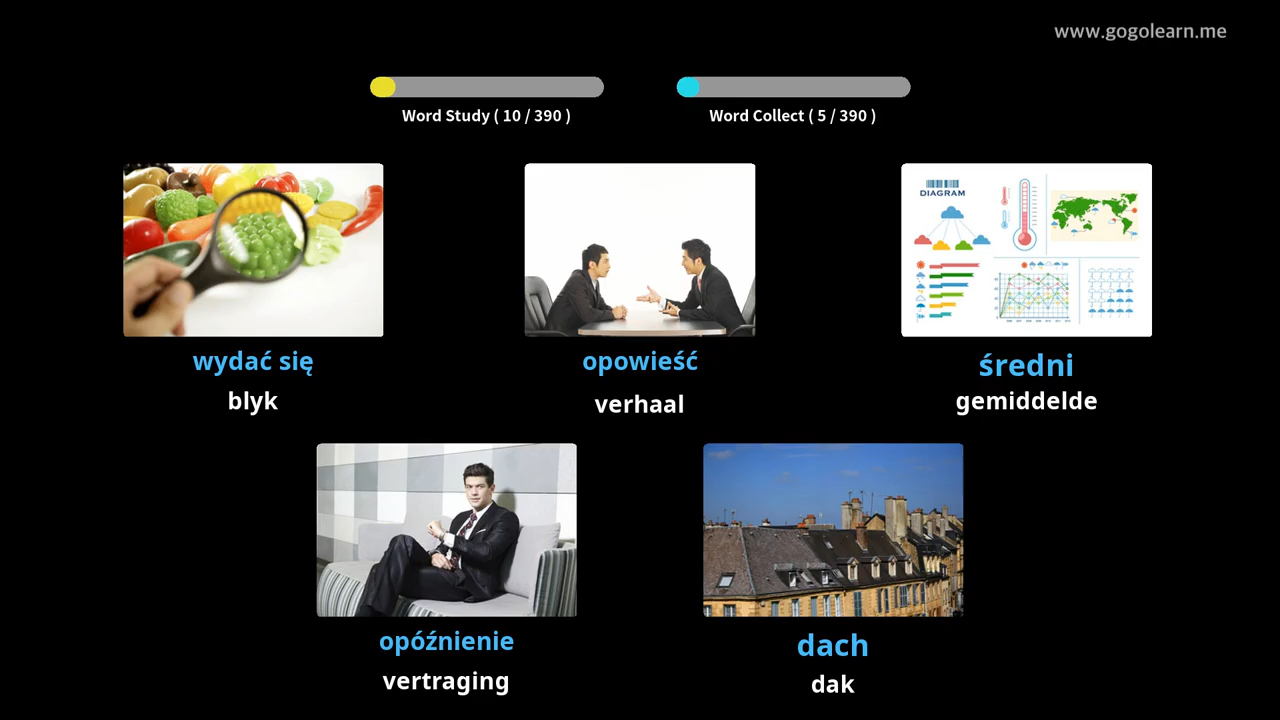 www.gogolearn.me
Word Study ( 10 / 390 )
Word Collect ( 5 / 390 )
DIAGRAM
wydać się
opowieść
średni
blyk
verhaal
gemiddelde
opóźnienie
dach
vertraging
dak